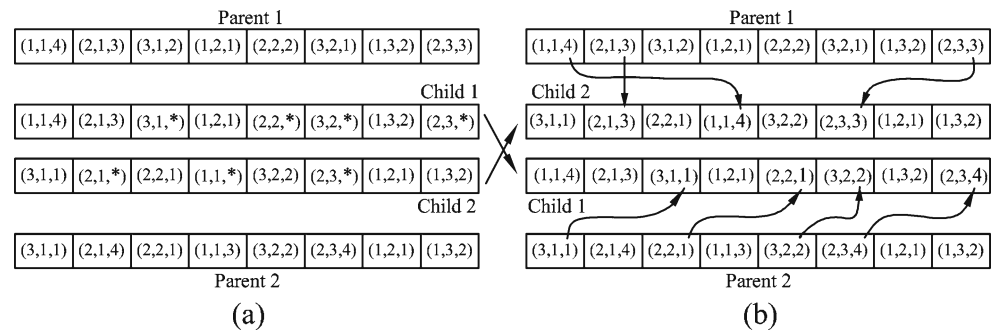 Parent 1
(1,1,4) (2,1,3) (3,1,2) (1,2,1) (2,2,2) (3,2,1) (1,3,2) (2,3,3)
Child 1
(1,1,4) (2,1,3) (3,1,*) (1,2,1) (2,2,*) (3,2,*) (1,3,2) (2,3,*)
(3,1,1) (2,1,*) (2,2,1) (1,1,*) (3,2,2) (2,3,*) (1,2,1) (1,3,2)
Child 2
(3,1,1) (2,1,4) (2,2,1) (1,1,3) (3,2,2) (2,3,4) (1,2,1) (1,3,2)
Parent 2
(a)
Parent 1
(1,1,4) (2,1,3) (3,1,2) (1,2,1) (2,2,2) (3,2,1) (1,3,2) (2,3,3)
Child 2
(3,1,1) (2,1,3) (2,2,1) (1,1,4) (3,2,2) (2,3,3) (1,2,1) (1,3,2)
(1,1,4) (2,1,3) (3,1,1) (1,2,1) (2,2,1) (3,2,2) (1,3,2) (2,3,4)
Child 1
(3,1,1) (2,1,4) (2,2,1) (1,1,3) (3,2,2) (2,3,4) (1,2,1) (1,3,2)
Parent 2
(b)